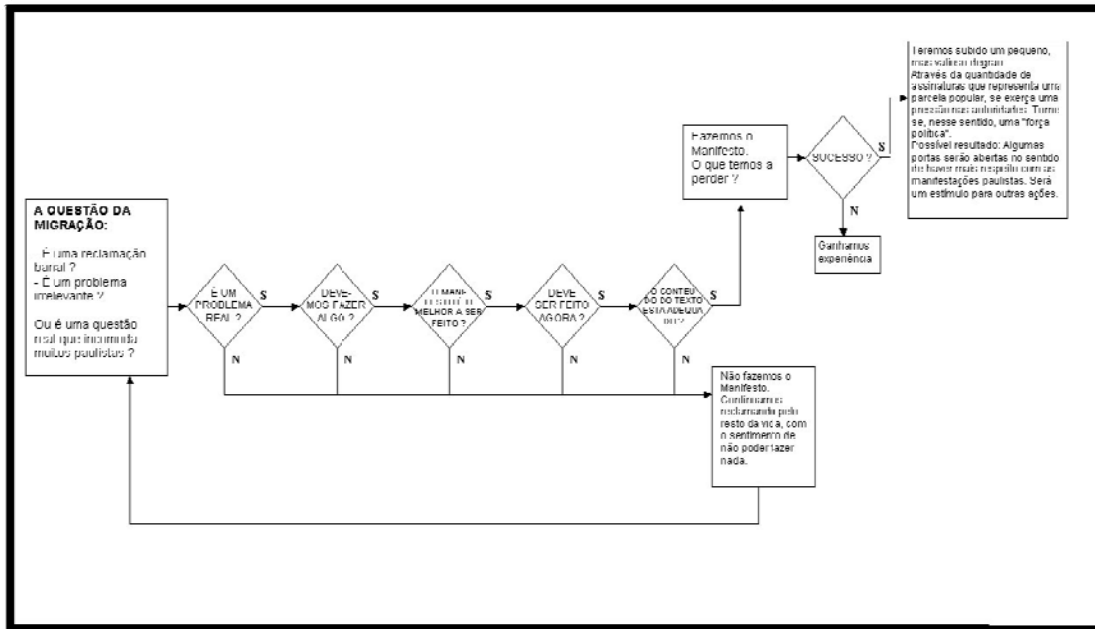 A QUESTÃO DA
MIGRAÇÃO:
- É uma reclamação
banal ?
- É um problema
irrelevante ?
Ou é uma questão
real que incomoda
muitos paulistas ?
É UM
PROBLEMA
REAL ?
S
N
DEVE-
MOS FAZER
ALGO ?
S
N
O MANI-
FESTO É O
MELHOR A SER
FEITO ?
S
N
DEVE
SER FEITO
AGORA ?
S
N
O CONTEÚ
DO DO TEXTO
ESTÁ ADEQUA
DO ?
S
N
Fazemos o
Manifesto.
O que temos a
perder ?
SUCESSO ?
S
N
Teremos subido um pequeno,
mas valioso degrau.
Através da quantidade de
assinaturas que representa uma
parcela popular, se exerça uma
pressão nas autoridades. Torne
se, nesse sentido, uma "força
política".
Possível resultado: Algumas
portas serão abertas no sentido
de haver mais respeito com as
manifestações paulistas. Será
um estímulo para outras ações.
Ganhamos
experiência
Não fazemos o
Manifesto.
Continuamos
reclamando pelo
resto da vida, com
o sentimento de
não poder fazer
nada.